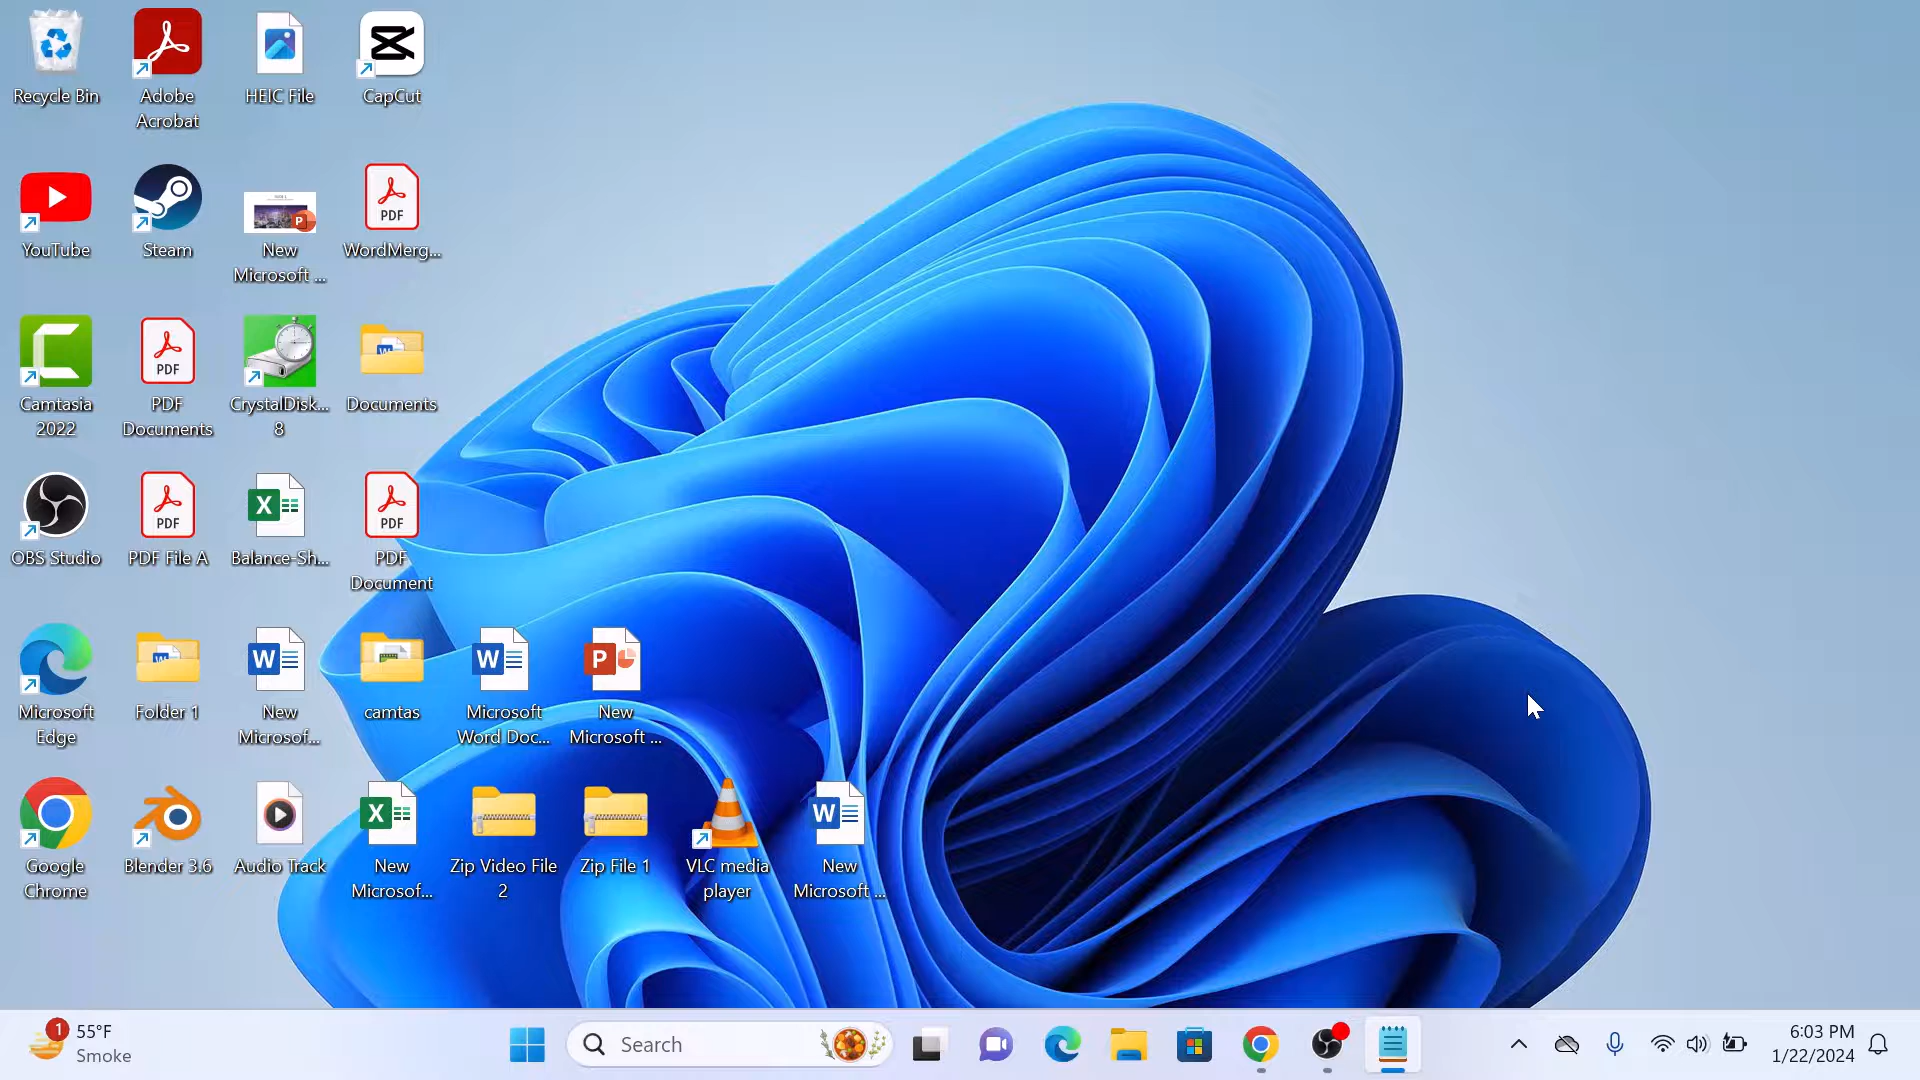 Recycle Bin
Adobe
Acrobat
HEIC File
CapCut
YouTube
Steam
New
Microsoft ...
PDF
WordMerg...
Camtasia
2022
PDF
PDF
Documents
CrystalDisk...
8
Documents
OBS Studio
PDF
PDF File A
Balance-Sh...
PDF
PDF
Document
Microsoft
Edge
Folder 1
New
Microsof...
camtas
Microsoft
Word Doc...
New
Microsoft ...
Google
Chrome
Blender 3.6
Audio Track
New
Microsof...
Zip Video File
2
Zip File 1
VLC media
player
New
Microsoft ...
1
55°F
Smoke
Search
6:03 PM
1/22/2024